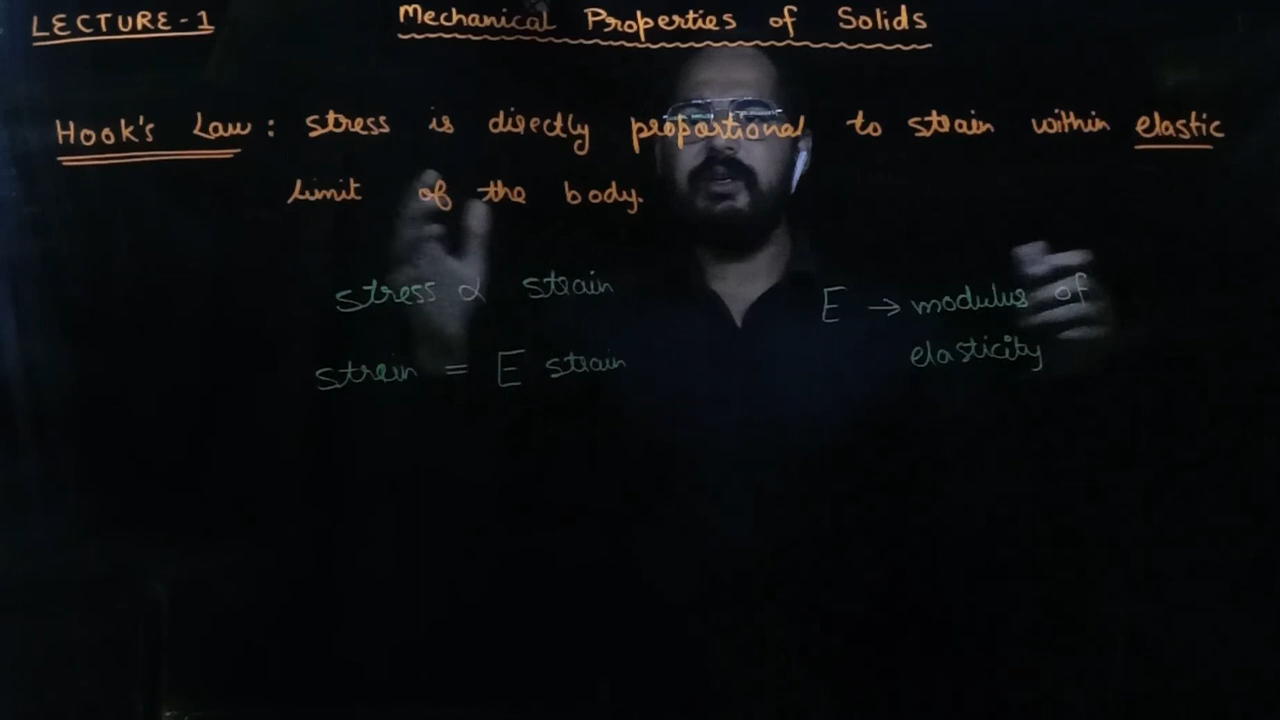 LECTURE-1
Mechanical Properties of Solids
Hook's Law: stress is directly proportional to strain within elastic
limit of the body.
stress ∝ strain
strain = E strain
E → modulus of
elasticity